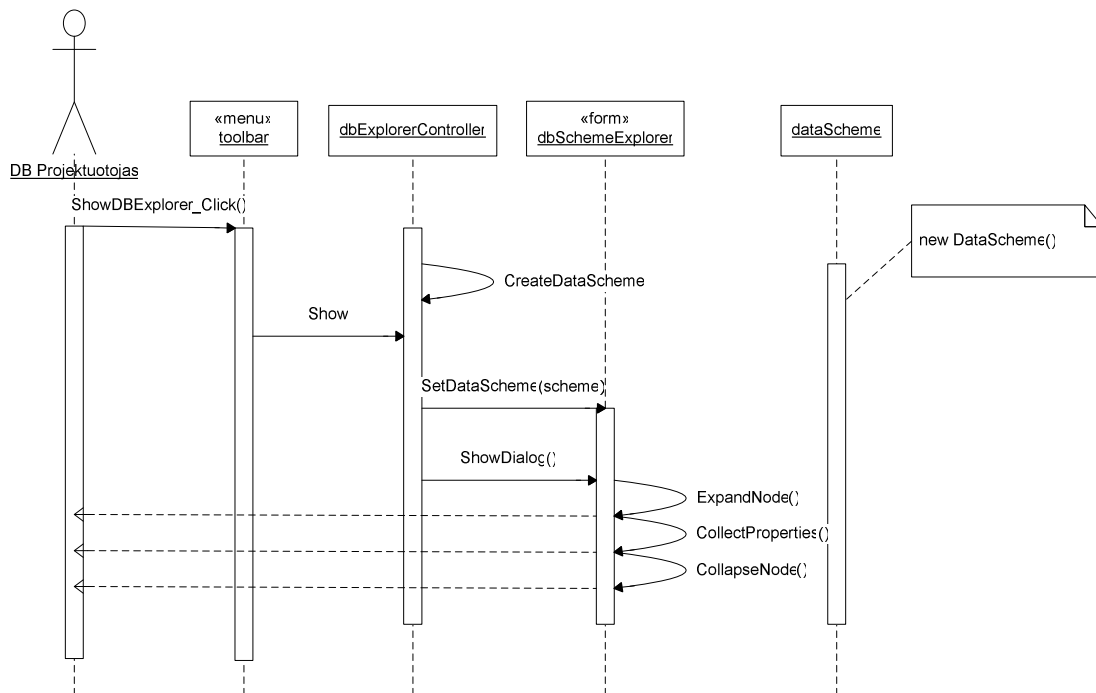 «menu»
toolbar
dbExplorerController
«form»
dbSchemeExplorer
dataScheme
DB Projektuotojas
ShowDBExplorer_Click()
new DataScheme()
CreateDataScheme
Show
SetDataScheme(scheme)
ShowDialog()
ExpandNode()
CollectProperties()
CollapseNode()